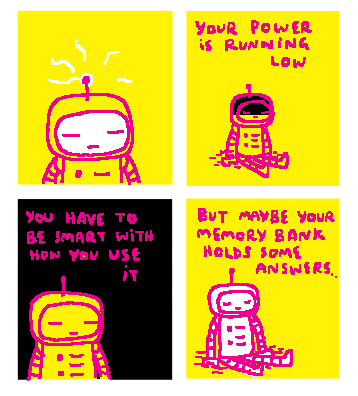 YOUR POWER
iS RUNNiNG
LOW
YOU HAVE TO
BE SMART WiTH
HOW YOU USE
iT
BUT MAYBE YOUR
MEMORY BANK
HOLDS SOME
ANSWERS..